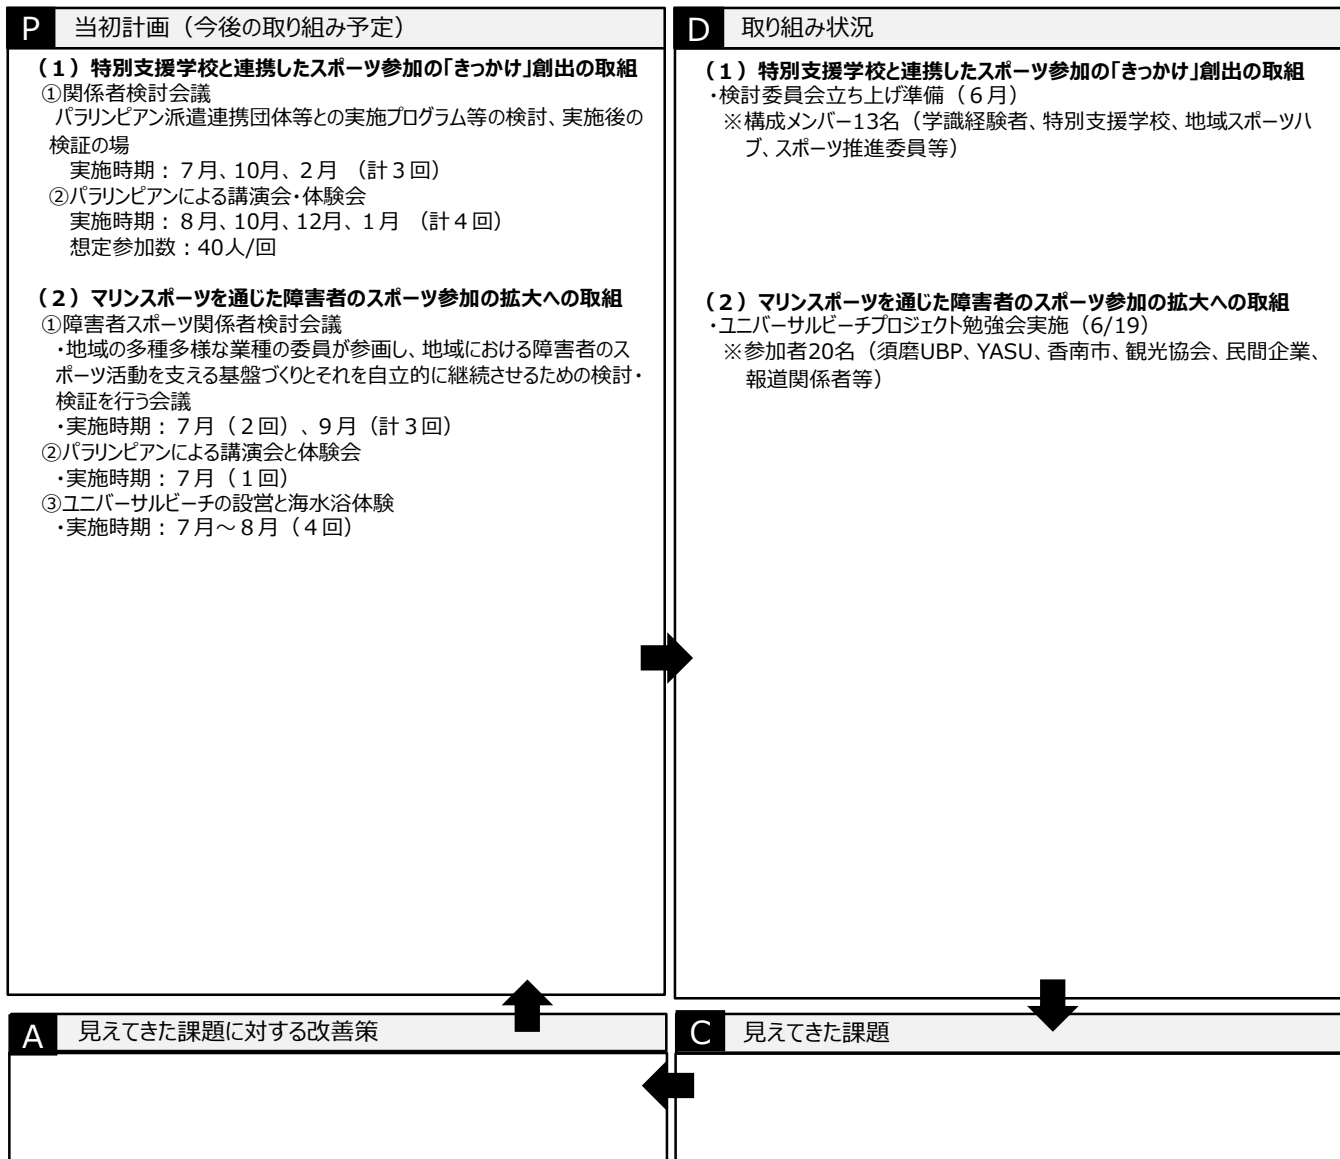 P 当初計画（今後の取り組み予定）
（１）特別支援学校と連携したスポーツ参加の「きっかけ」創出の取組
①関係者検討会議
パラリンピアン派遣連携団体等との実施プログラム等の検討、実施後の
検証の場
実施時期：７月、10月、２月 （計３回）
②パラリンピアンによる講演会・体験会
実施時期：８月、10月、12月、１月 （計４回）
想定参加数：40人/回
（２）マリンスポーツを通じた障害者のスポーツ参加の拡大への取組
①障害者スポーツ関係者検討会議
・地域の多種多様な業種の委員が参画し、地域における障害者のス
ポーツ活動を支える基盤づくりとそれを自立的に継続させるための検討・
検証を行う会議
・実施時期：７月（２回）、９月（計３回）
②パラリンピアンによる講演会と体験会
・実施時期：７月（１回）
③ユニバーサルビーチの設営と海水浴体験
・実施時期：７月～８月（４回）
D 取り組み状況
（１）特別支援学校と連携したスポーツ参加の「きっかけ」創出の取組
・検討委員会立ち上げ準備（６月）
※構成メンバー13名（学識経験者、特別支援学校、地域スポーツハ
ブ、スポーツ推進委員等）
（２）マリンスポーツを通じた障害者のスポーツ参加の拡大への取組
・ユニバーサルビーチプロジェクト勉強会実施（6/19）
※参加者20名（須磨UBP、YASU、香南市、観光協会、民間企業、
報道関係者等）
A 見えてきた課題に対する改善策
C 見えてきた課題